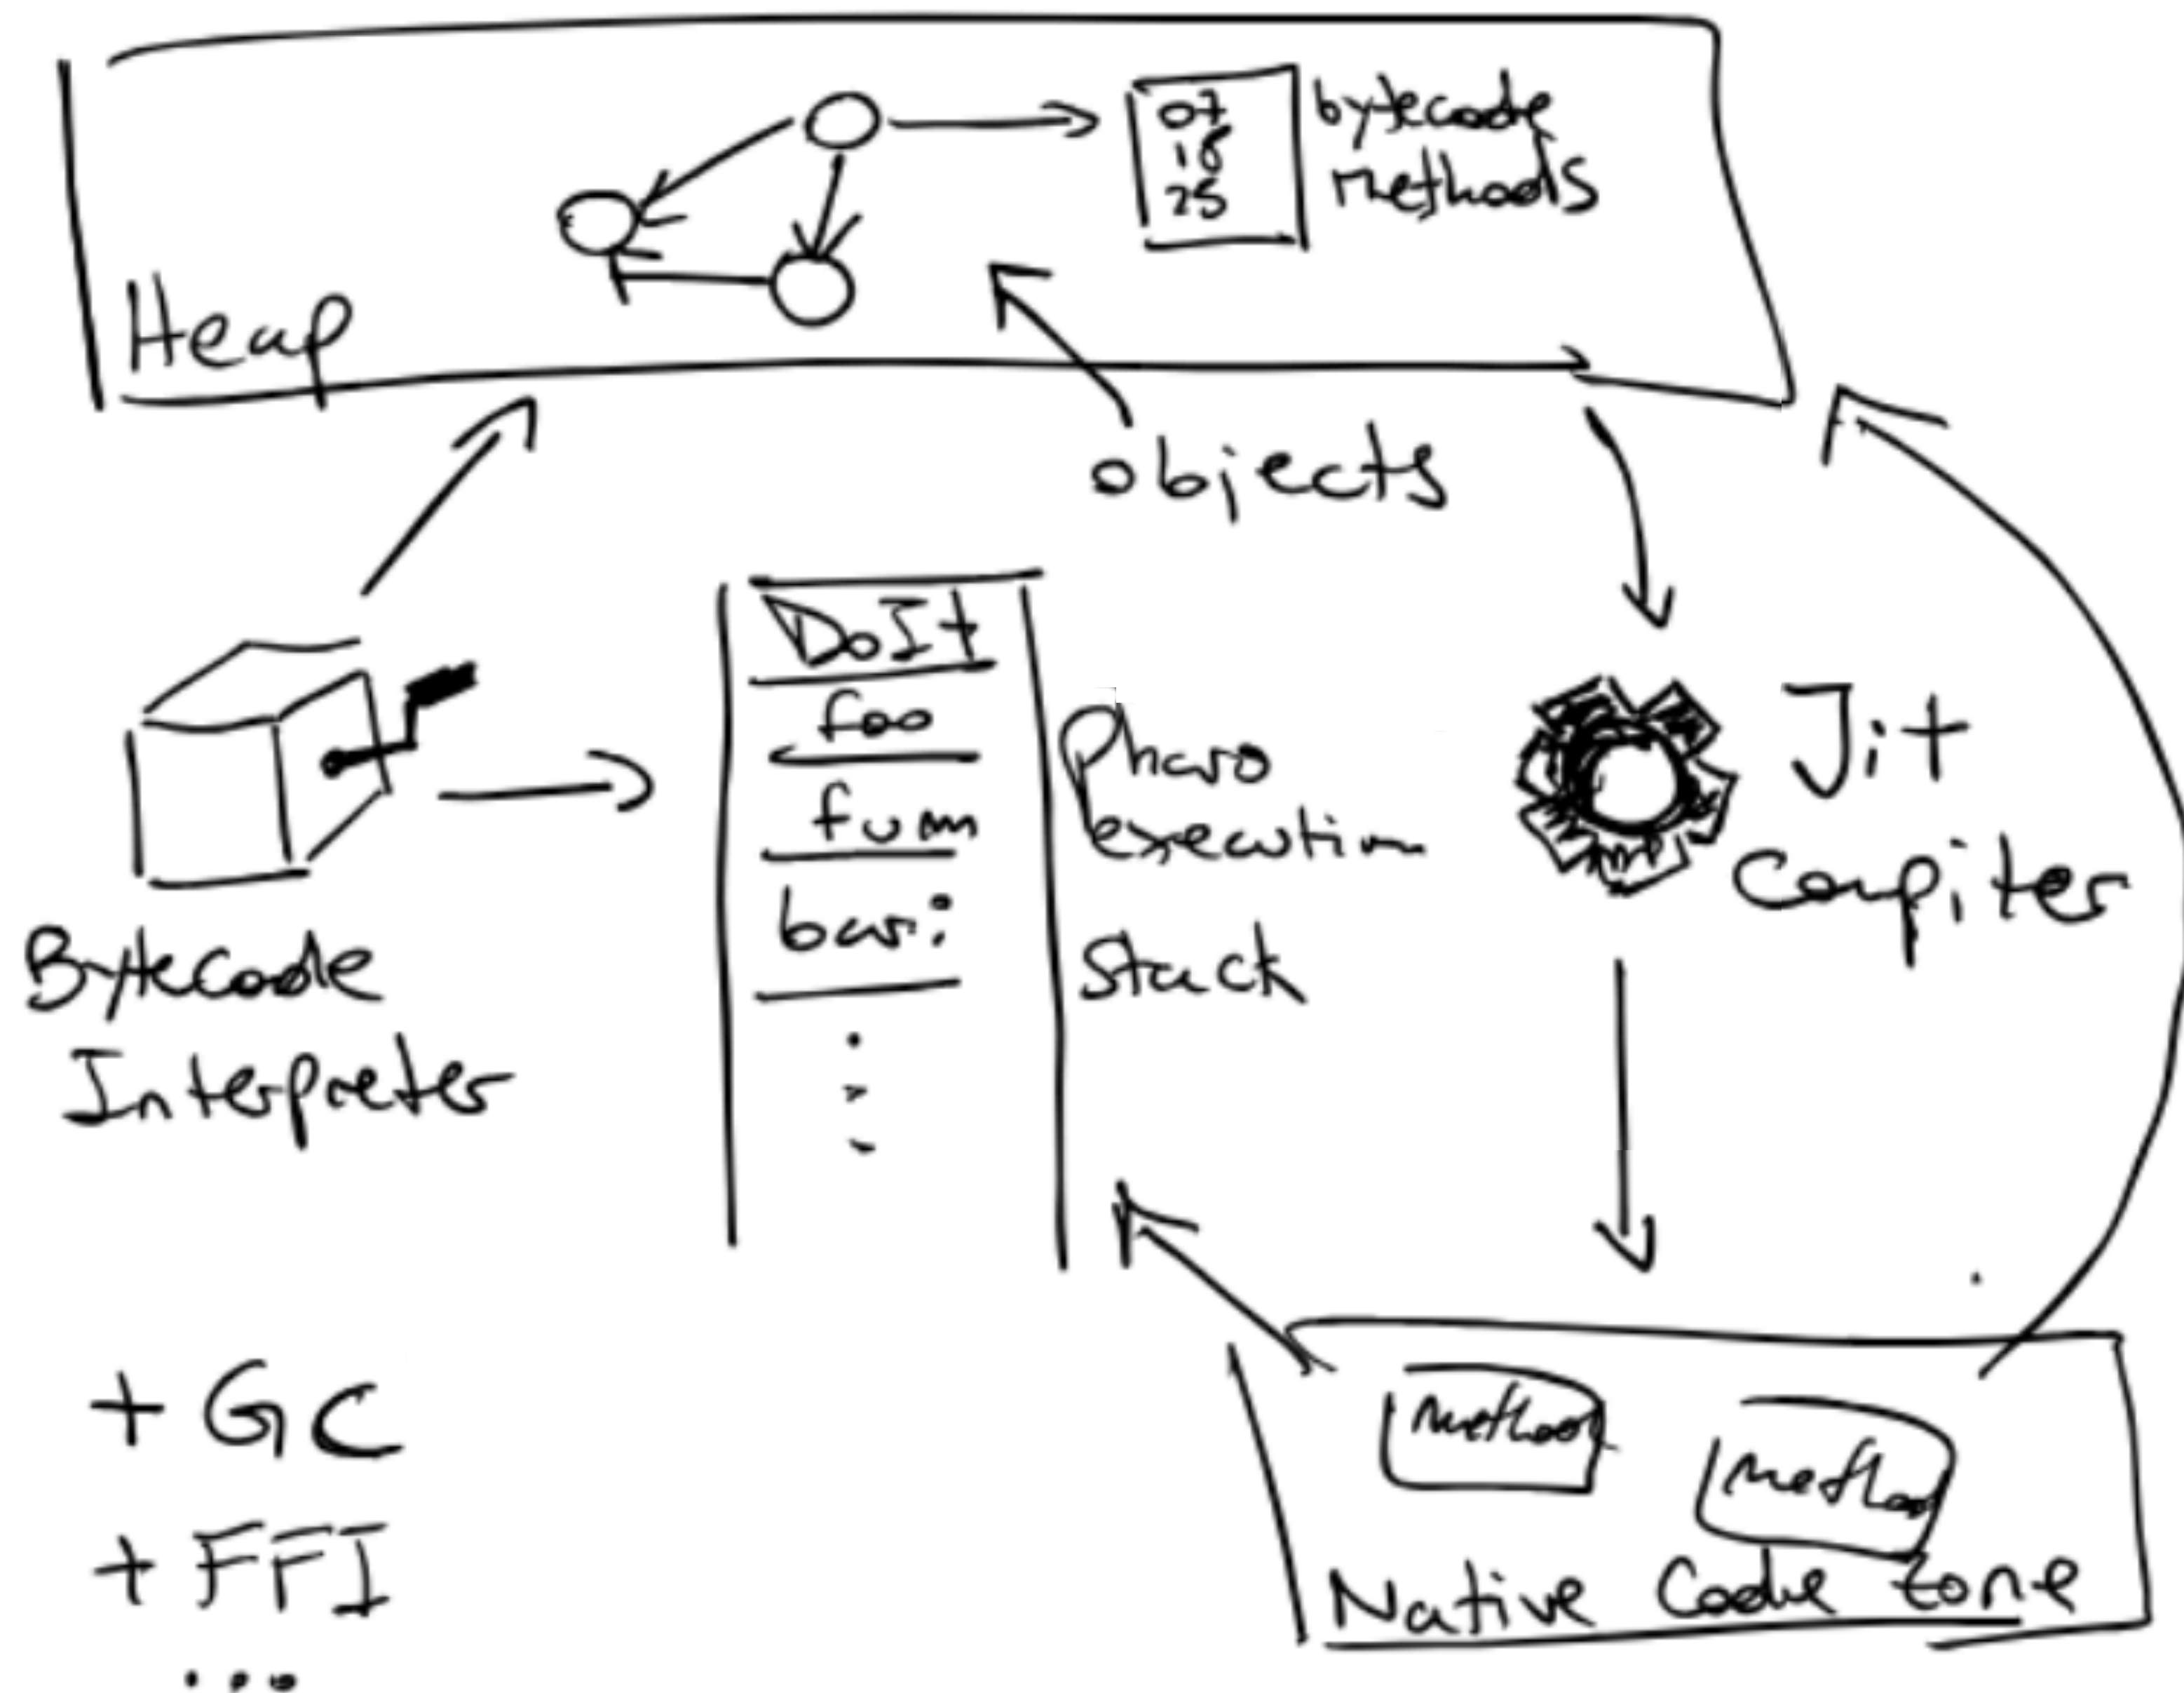 07
18
25
bytecode
methods
Heap
objects
DoIt
foo
fum
bar:
Pharo
execution
stack
Jit
Compiler
Bytecode
Interpreter
+ GC
+ FFI
...
method
method
Native Code Zone